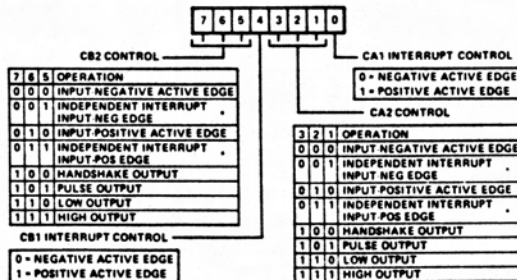 7 6 5 4 3 2 1 0
CB2 CONTROL
7 6 5 OPERATION
0 0 0 INPUT-NEGATIVE ACTIVE EDGE
0 0 1 INDEPENDENT INTERRUPT
INPUT-NEG EDGE *
0 1 0 INPUT-POSITIVE ACTIVE EDGE
0 1 1 INDEPENDENT INTERRUPT
INPUT-POS EDGE *
1 0 0 HANDSHAKE OUTPUT
1 0 1 PULSE OUTPUT
1 1 0 LOW OUTPUT
1 1 1 HIGH OUTPUT
CB1 INTERRUPT CONTROL
0 = NEGATIVE ACTIVE EDGE
1 = POSITIVE ACTIVE EDGE
CA1 INTERRUPT CONTROL
0 = NEGATIVE ACTIVE EDGE
1 = POSITIVE ACTIVE EDGE
CA2 CONTROL
3 2 1 OPERATION
0 0 0 INPUT-NEGATIVE ACTIVE EDGE
0 0 1 INDEPENDENT INTERRUPT
INPUT-NEG EDGE *
0 1 0 INPUT-POSITIVE ACTIVE EDGE
0 1 1 INDEPENDENT INTERRUPT
INPUT-POS EDGE *
1 0 0 HANDSHAKE OUTPUT
1 0 1 PULSE OUTPUT
1 1 0 LOW OUTPUT
1 1 1 HIGH OUTPUT